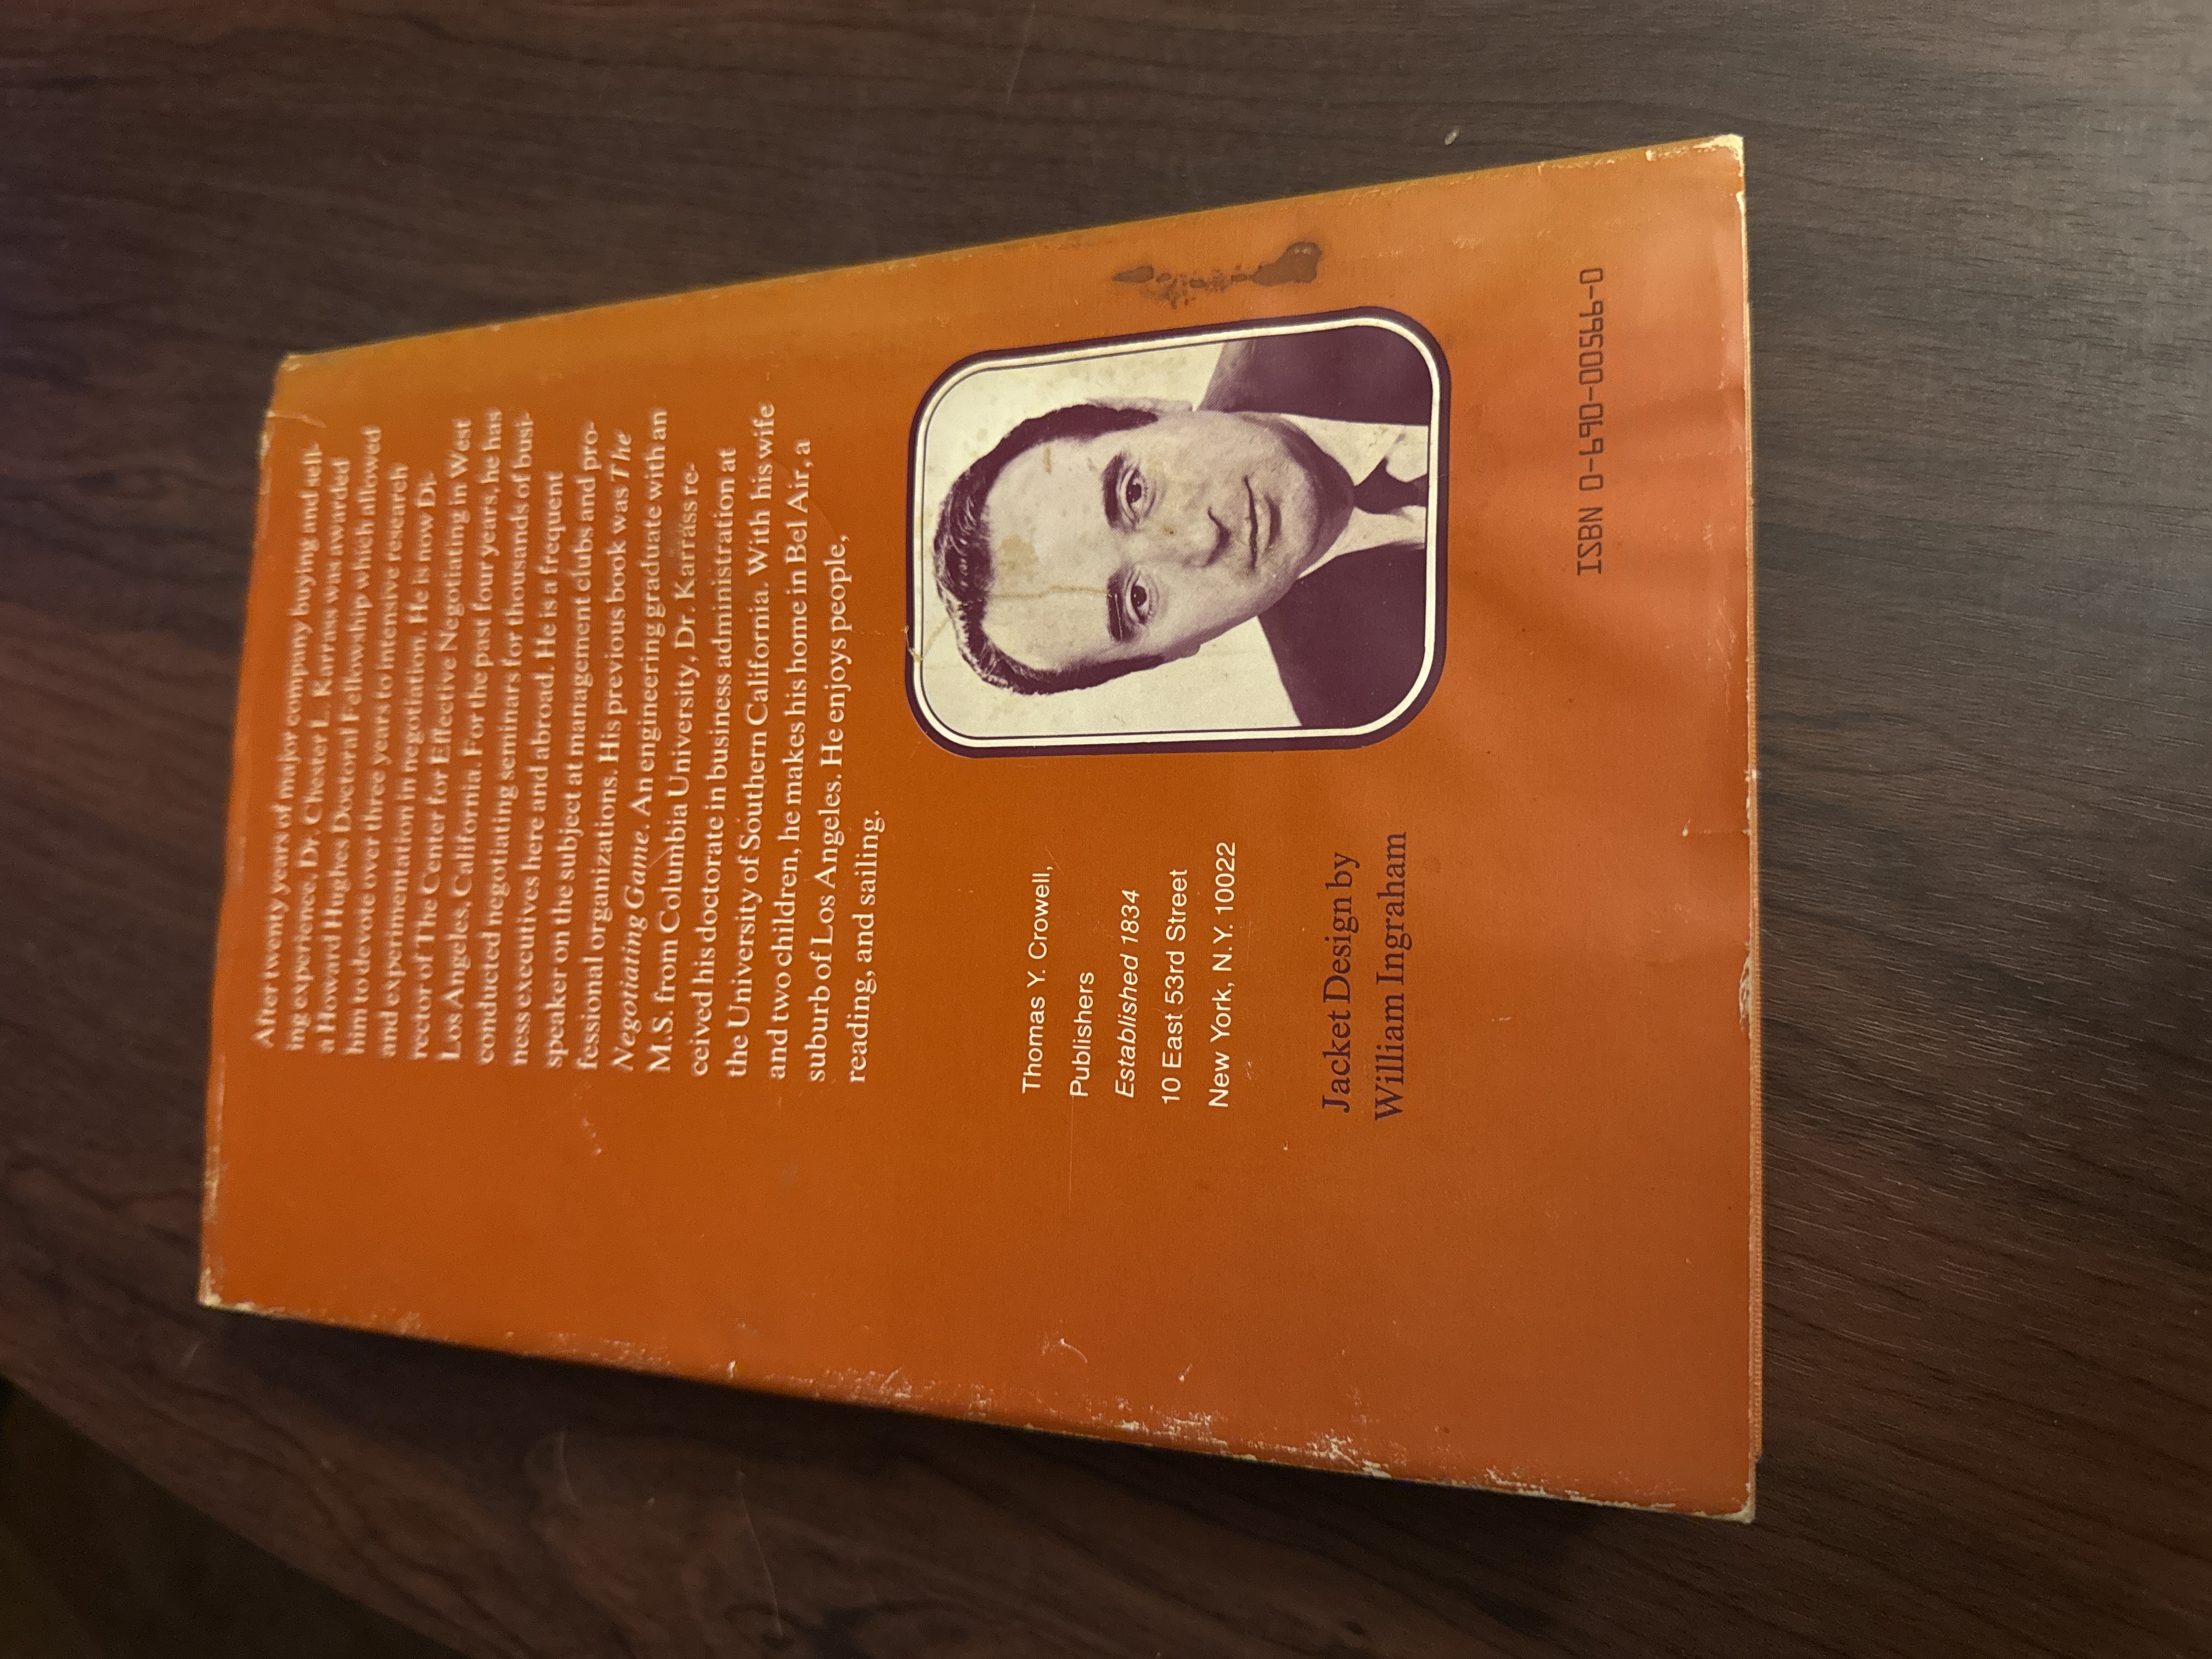 After twenty years of major company buying and sell-
ing experience, Dr. Chester L. Karrass was awarded
a Howard Hughes Doctoral Fellowship which allowed
him to devote over three years to intensive research
and experimentation in negotiation. He is now Di-
rector of The Center for Effective Negotiating in West
Los Angeles, California. For the past four years, he has
conducted negotiating seminars for thousands of busi-
ness executives here and abroad. He is a frequent
speaker on the subject at management clubs and pro-
fessional organizations. His previous book was The
Negotiating Game. An engineering graduate with an
M.S. from Columbia University, Dr. Karrass re-
ceived his doctorate in business administration at
the University of Southern California. With his wife
and two children, he makes his home in Bel Air, a
suburb of Los Angeles. He enjoys people,
reading, and sailing.
Thomas Y. Crowell,
Publishers
Established 1834
10 East 53rd Street
New York, N.Y. 10022
Jacket Design by
William Ingraham
ISBN 0-690-00566-0